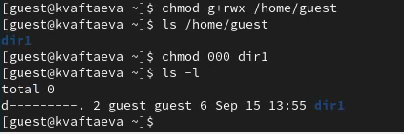 [guest@kvaftaeva ~]$ chmod g+rwx /home/guest
[guest@kvaftaeva ~]$ ls /home/guest
dir1
[guest@kvaftaeva ~]$ chmod 000 dir1
[guest@kvaftaeva ~]$ ls -l
total 0
d---------. 2 guest guest 6 Sep 15 13:55 dir1
[guest@kvaftaeva ~]$